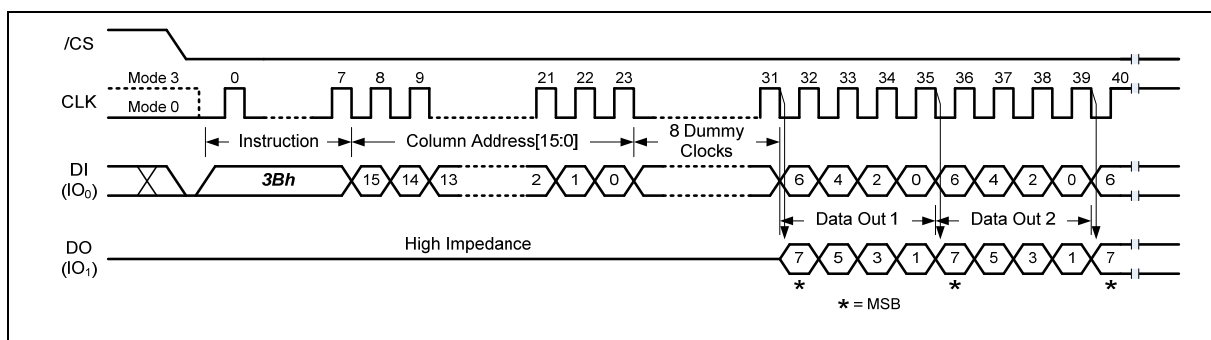 /CS
Mode 3
0 7 8 9 21 22 23 31 32 33 34 35 36 37 38 39 40
CLK
Mode 0
Instruction Column Address[15:0] 8 Dummy Clocks
DI (IO0) 3Bh 15 14 13 2 1 0 6 4 2 0 6 4 2 0 6
Data Out 1 Data Out 2
High Impedance
DO (IO1) 7 5 3 1 7 5 3 1 7
* * *
* = MSB